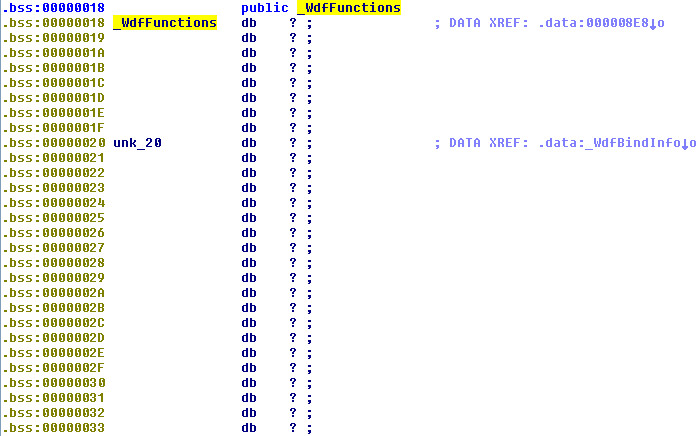 .bss:00000018 public _WdfFunctions
.bss:00000018 _WdfFunctions db ? ; ; DATA XREF: .data:000008E8↓o
.bss:00000019 db ? ;
.bss:0000001A db ? ;
.bss:0000001B db ? ;
.bss:0000001C db ? ;
.bss:0000001D db ? ;
.bss:0000001E db ? ;
.bss:0000001F db ? ;
.bss:00000020 unk_20 db ? ; ; DATA XREF: .data:_WdfBindInfo↓o
.bss:00000021 db ? ;
.bss:00000022 db ? ;
.bss:00000023 db ? ;
.bss:00000024 db ? ;
.bss:00000025 db ? ;
.bss:00000026 db ? ;
.bss:00000027 db ? ;
.bss:00000028 db ? ;
.bss:00000029 db ? ;
.bss:0000002A db ? ;
.bss:0000002B db ? ;
.bss:0000002C db ? ;
.bss:0000002D db ? ;
.bss:0000002E db ? ;
.bss:0000002F db ? ;
.bss:00000030 db ? ;
.bss:00000031 db ? ;
.bss:00000032 db ? ;
.bss:00000033 db ? ;